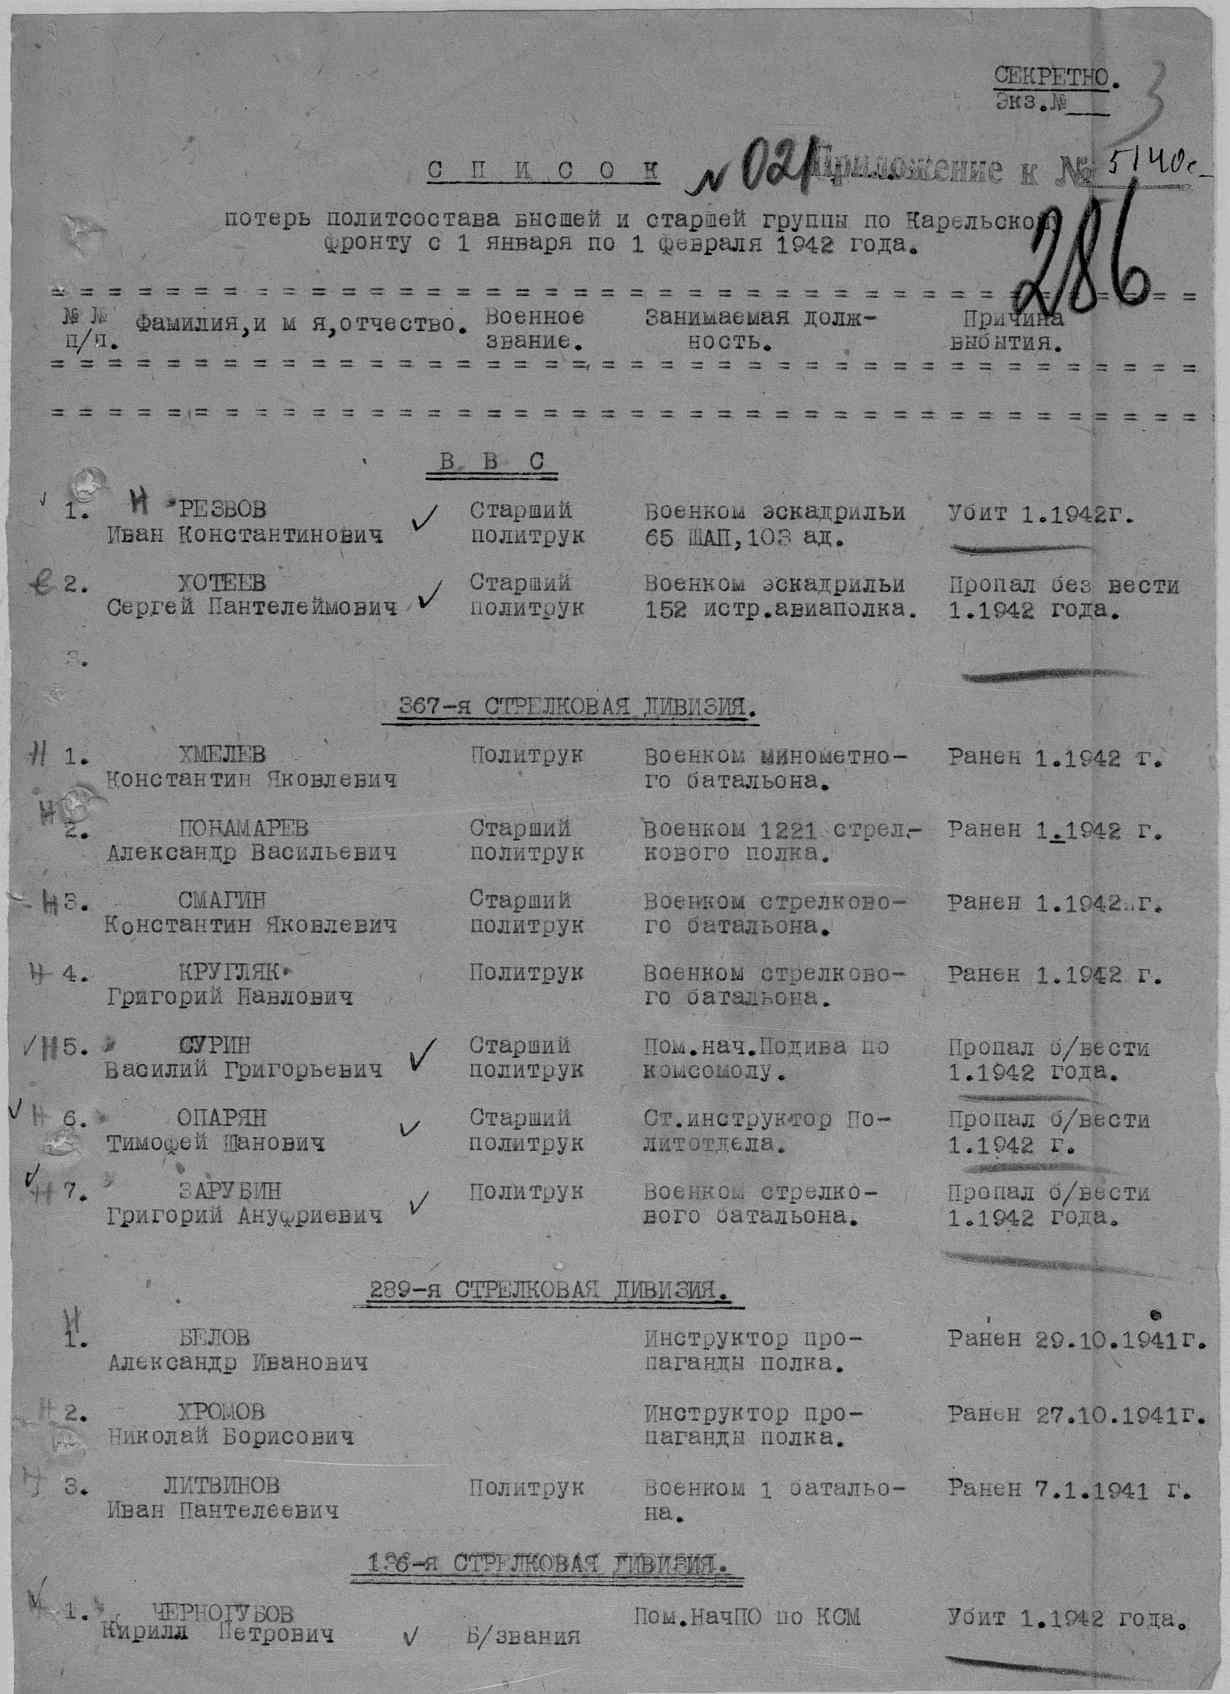 СЕКРЕТНО.
Экз.№___
3
С П И С О К № 021 Приложение к № 5140с
потерь политсостава высшей и старшей группы по Карельском
фронту с 1 января по 1 февраля 1942 года.
286
№ № Фамилия,и м я,отчество. Военное Занимаемая долж- Причина
п/п. звание. ность. выбытия.
В В С
1. Н РЕЗВОВ Старший Военком эскадрильи Убит 1.1942г.
Иван Константинович политрук 65 ШАП,103 ад.
2. ХОТЕЕВ Старший Военком эскадрильи Пропал без вести
Сергей Пантелеймович политрук 152 истр.авиаполка. 1.1942 года.
3.
367-я СТРЕЛКОВАЯ ДИВИЗИЯ.
Н 1. ХМЕЛЕВ Политрук Военком минометно- Ранен 1.1942 г.
Константин Яковлевич го батальона.
Н 2. ПОНАМАРЕВ Старший Военком 1221 стрел.- Ранен 1.1942 г.
Александр Васильевич политрук кового полка.
Н 3. СМАГИН Старший Военком стрелково- Ранен 1.1942 г.
Константин Яковлевич политрук го батальона.
Н 4. КРУГЛЯК Политрук Военком стрелково- Ранен 1.1942 г.
Григорий Павлович го батальона.
Н 5. СУРИН Старший Пом.нач.Подива по Пропал б/вести
Василий Григорьевич политрук комсомолу. 1.1942 года.
Н 6. ОПАРЯН Старший Ст.инструктор По- Пропал б/вести
Тимофей Шанович политрук литотдела. 1.1942 г.
Н 7. ЗАРУБИН Политрук Военком стрелко- Пропал б/вести
Григорий Ануфриевич вого батальона. 1.1942 года.
289-я СТРЕЛКОВАЯ ДИВИЗИЯ.
Н
1. БЕЛОВ Инструктор про- Ранен 29.10.1941г.
Александр Иванович паганды полка.
Н 2. ХРОМОВ Инструктор про- Ранен 27.10.1941г.
Николай Борисович паганды полка.
Н 3. ЛИТВИНОВ Политрук Военком 1 батальо- Ранен 7.1.1941 г.
Иван Пантелеевич на.
136-я СТРЕЛКОВАЯ ДИВИЗИЯ.
1. ЧЕРНОГУБОВ Пом.НачПО по КСМ Убит 1.1942 года.
Кирилл Петрович Б/звания